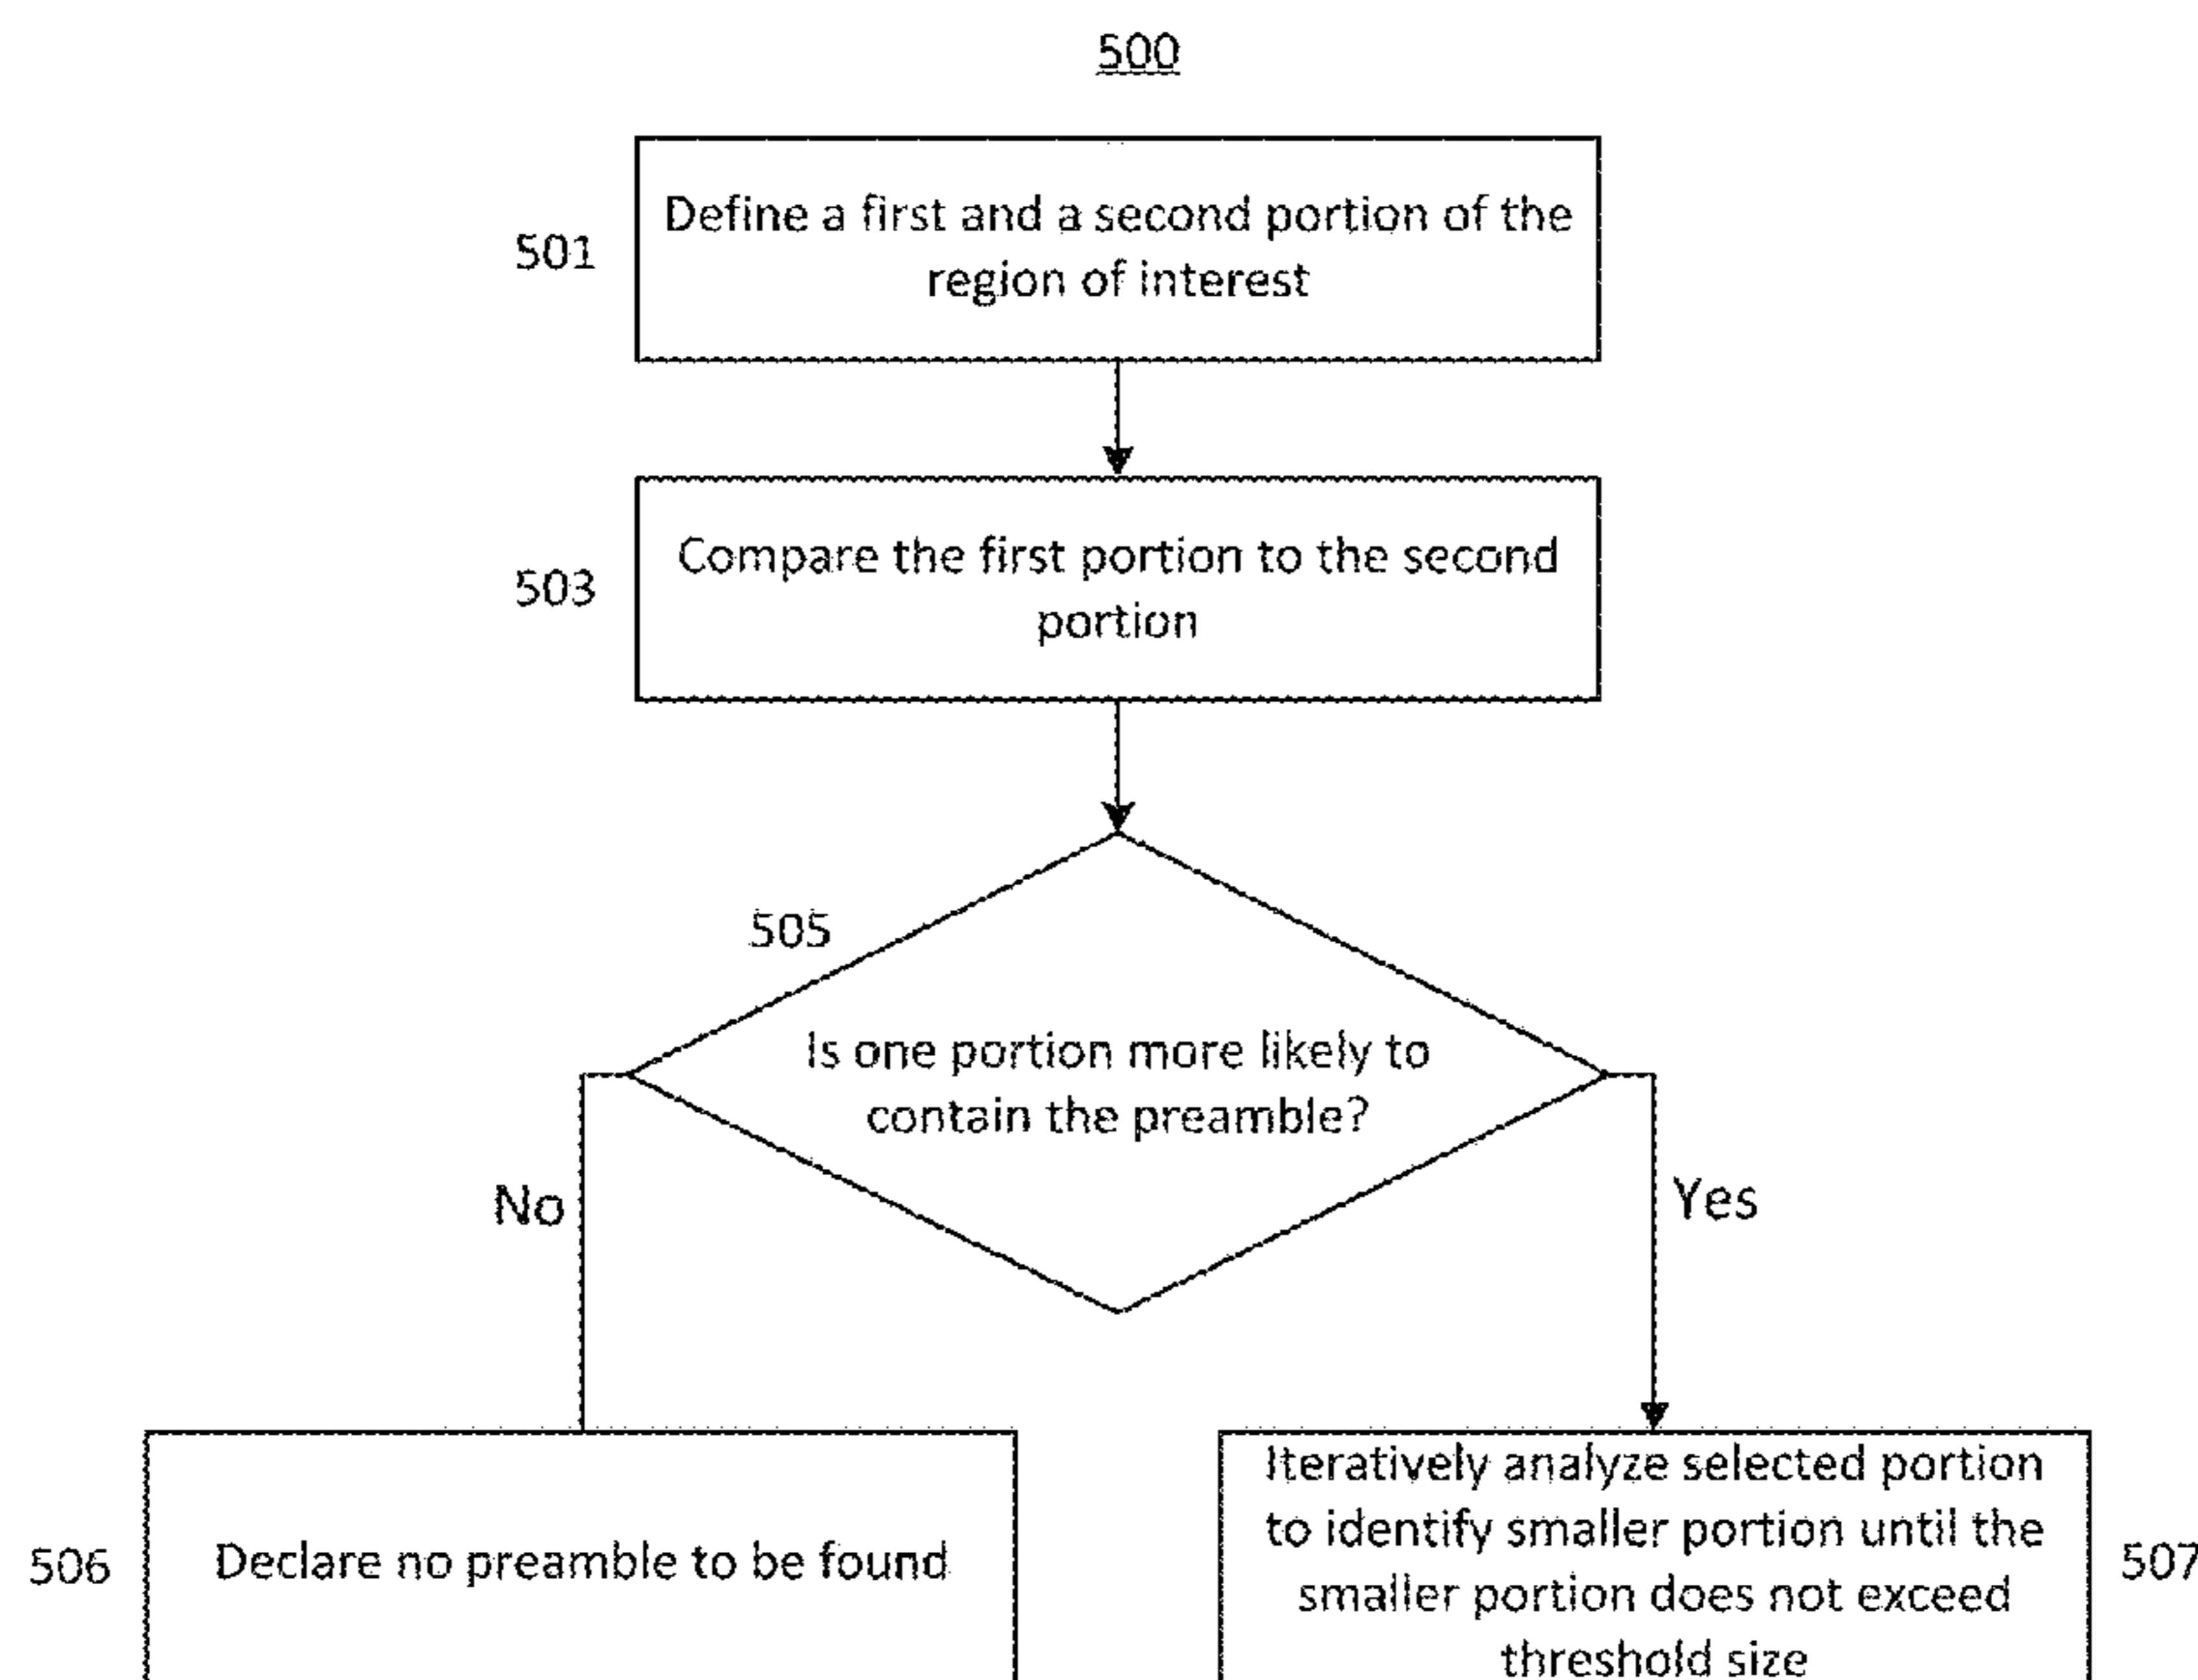 500
501
Define a first and a second portion of the
region of interest
503
Compare the first portion to the second
portion
505
Is one portion more likely to
contain the preamble?
No
Yes
506
Declare no preamble to be found
Iteratively analyze selected portion
to identify smaller portion until the
smaller portion does not exceed
threshold size
507